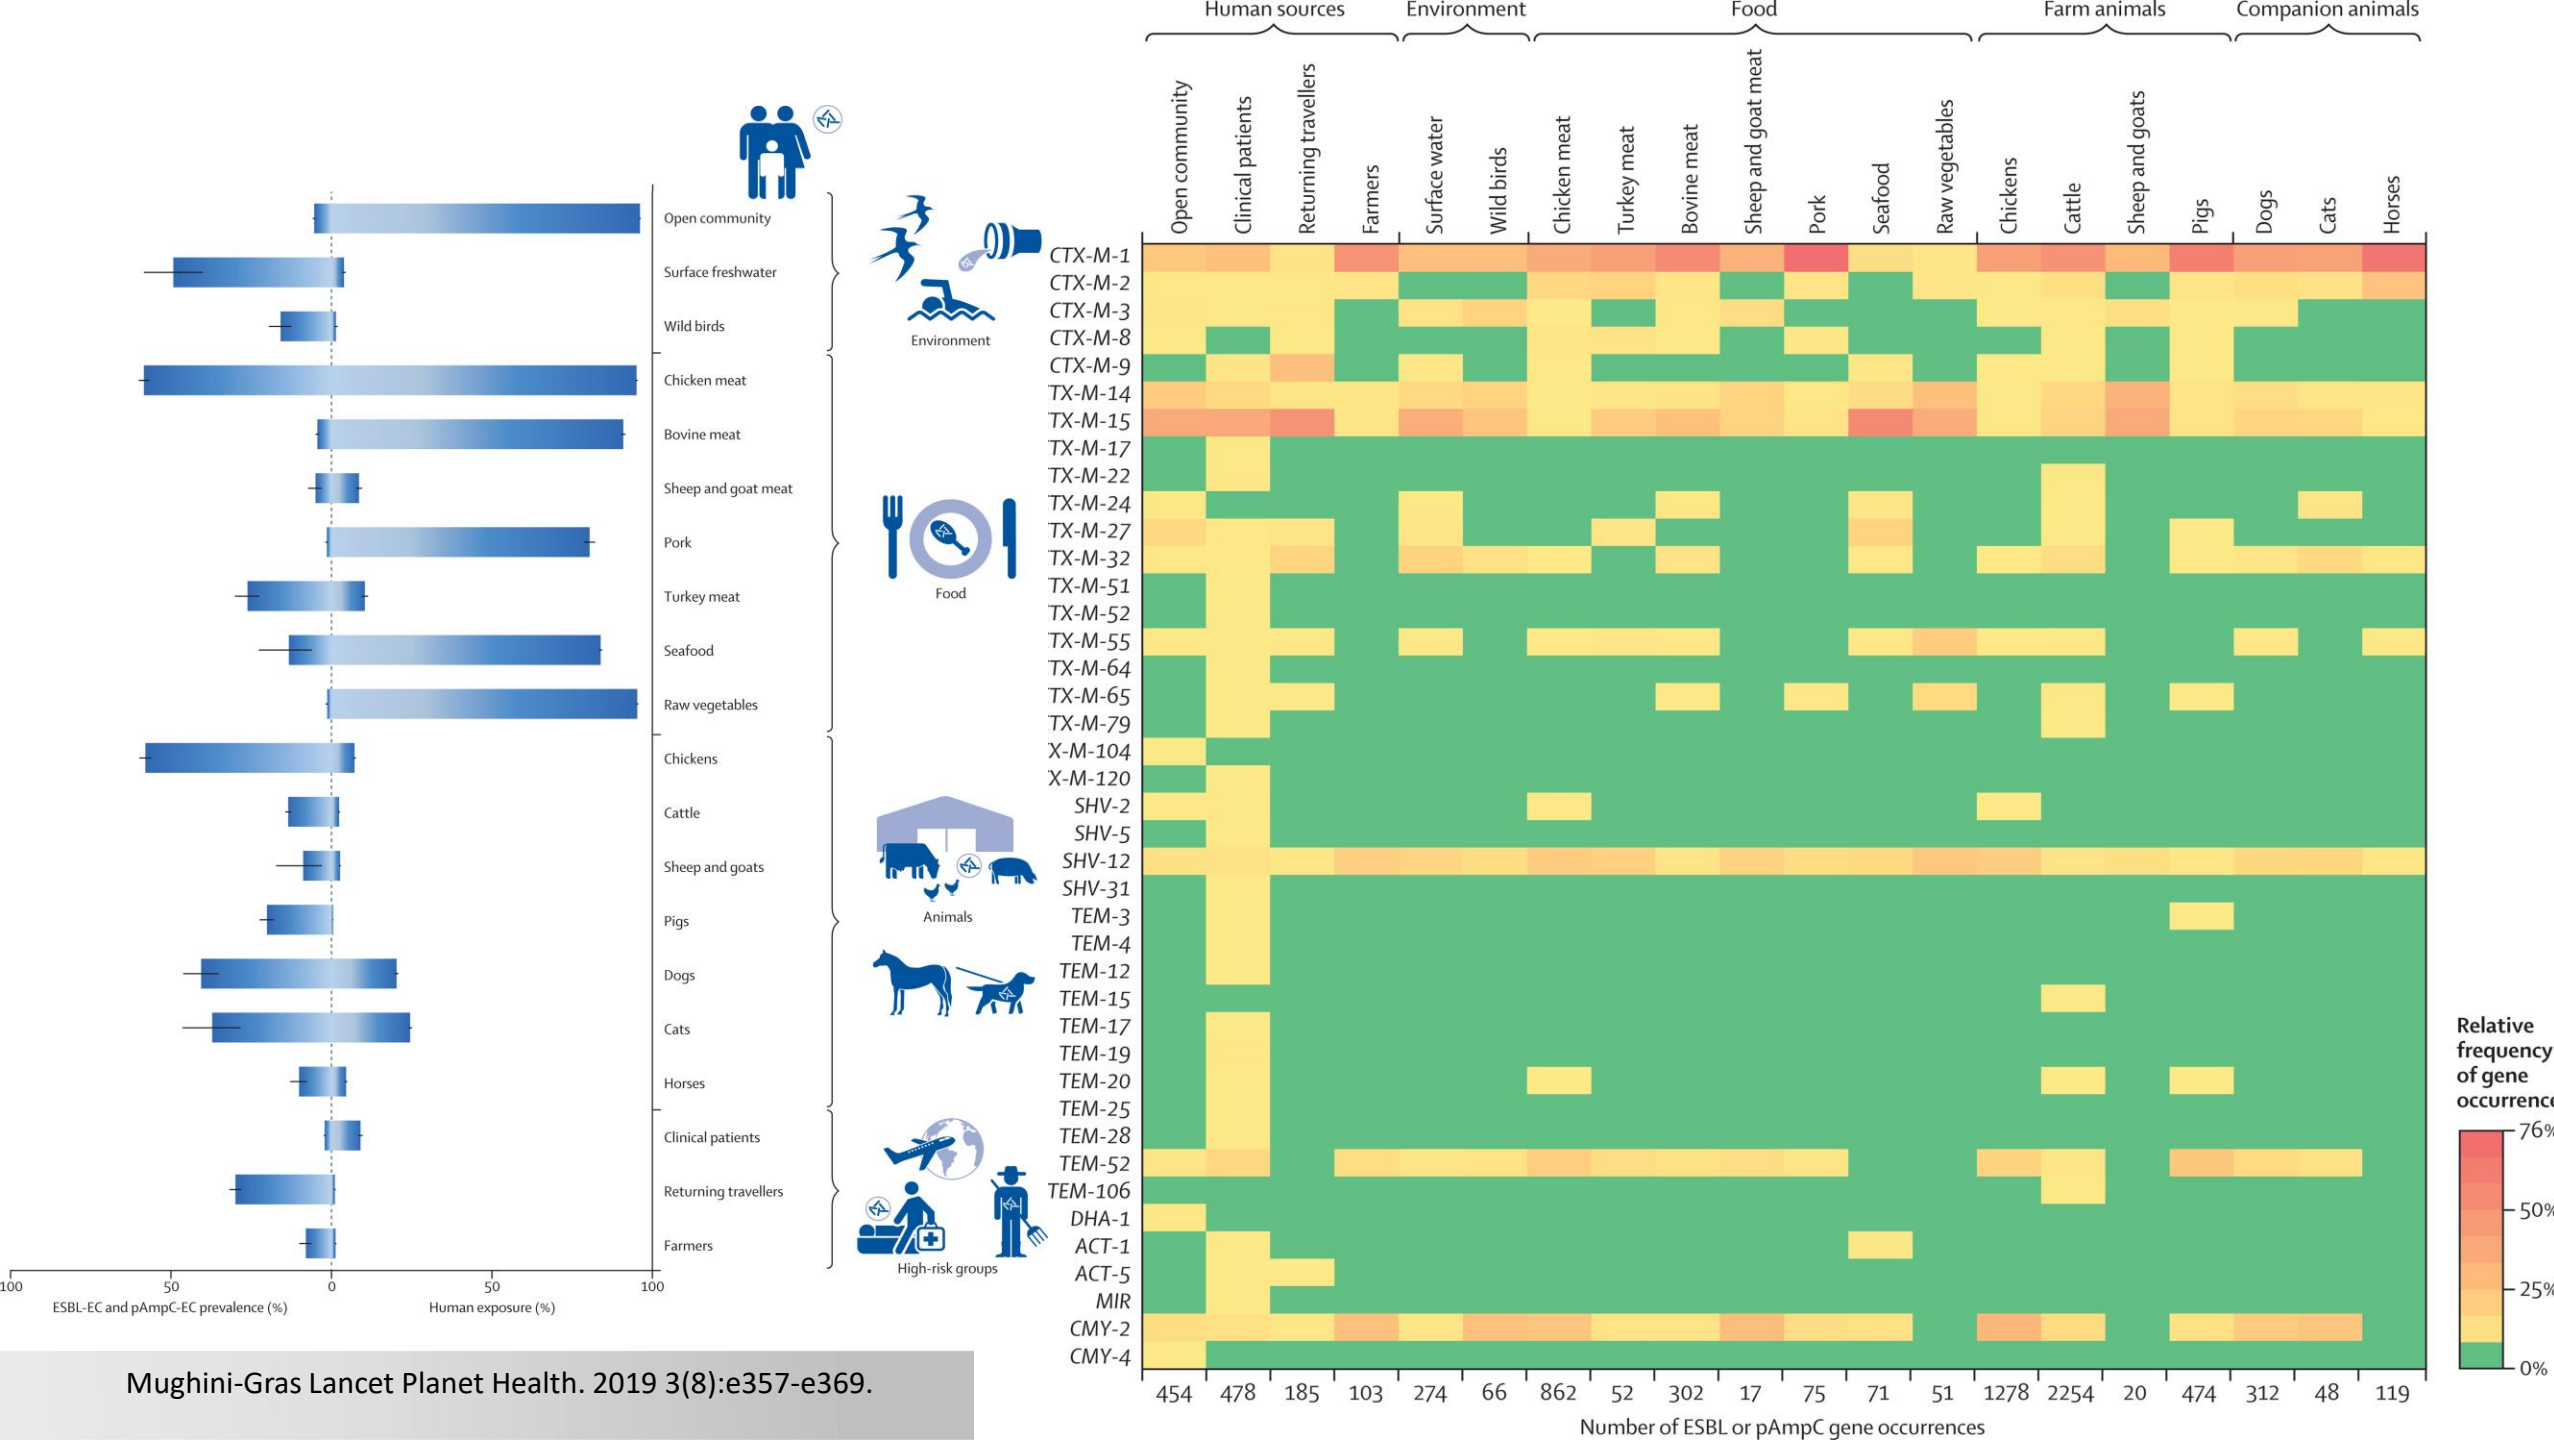 Human sources
Environment
Food
Farm animals
Companion animals
Open community
Clinical patients
Returning travellers
Farmers
Surface water
Wild birds
Chicken meat
Turkey meat
Bovine meat
Sheep and goat meat
Pork
Seafood
Raw vegetables
Chickens
Cattle
Sheep and goats
Pigs
Dogs
Cats
Horses
Open community
Surface freshwater
Wild birds
Chicken meat
Bovine meat
Sheep and goat meat
Pork
Turkey meat
Seafood
Raw vegetables
Chickens
Cattle
Sheep and goats
Pigs
Dogs
Cats
Horses
Clinical patients
Returning travellers
Farmers
Environment
Food
Animals
High-risk groups
100 50 0 50 100
ESBL-EC and pAmpC-EC prevalence (%) Human exposure (%)
CTX-M-1
CTX-M-2
CTX-M-3
CTX-M-8
CTX-M-9
TX-M-14
TX-M-15
TX-M-17
TX-M-22
TX-M-24
TX-M-27
TX-M-32
TX-M-51
TX-M-52
TX-M-55
TX-M-64
TX-M-65
TX-M-79
X-M-104
X-M-120
SHV-2
SHV-5
SHV-12
SHV-31
TEM-3
TEM-4
TEM-12
TEM-15
TEM-17
TEM-19
TEM-20
TEM-25
TEM-28
TEM-52
TEM-106
DHA-1
ACT-1
ACT-5
MIR
CMY-2
CMY-4
454 478 185 103 274 66 862 52 302 17 75 71 51 1278 2254 20 474 312 48 119
Number of ESBL or pAmpC gene occurrences
Relative
frequency
of gene
occurrence
76%
50%
25%
0%
Mughini-Gras Lancet Planet Health. 2019 3(8):e357-e369.